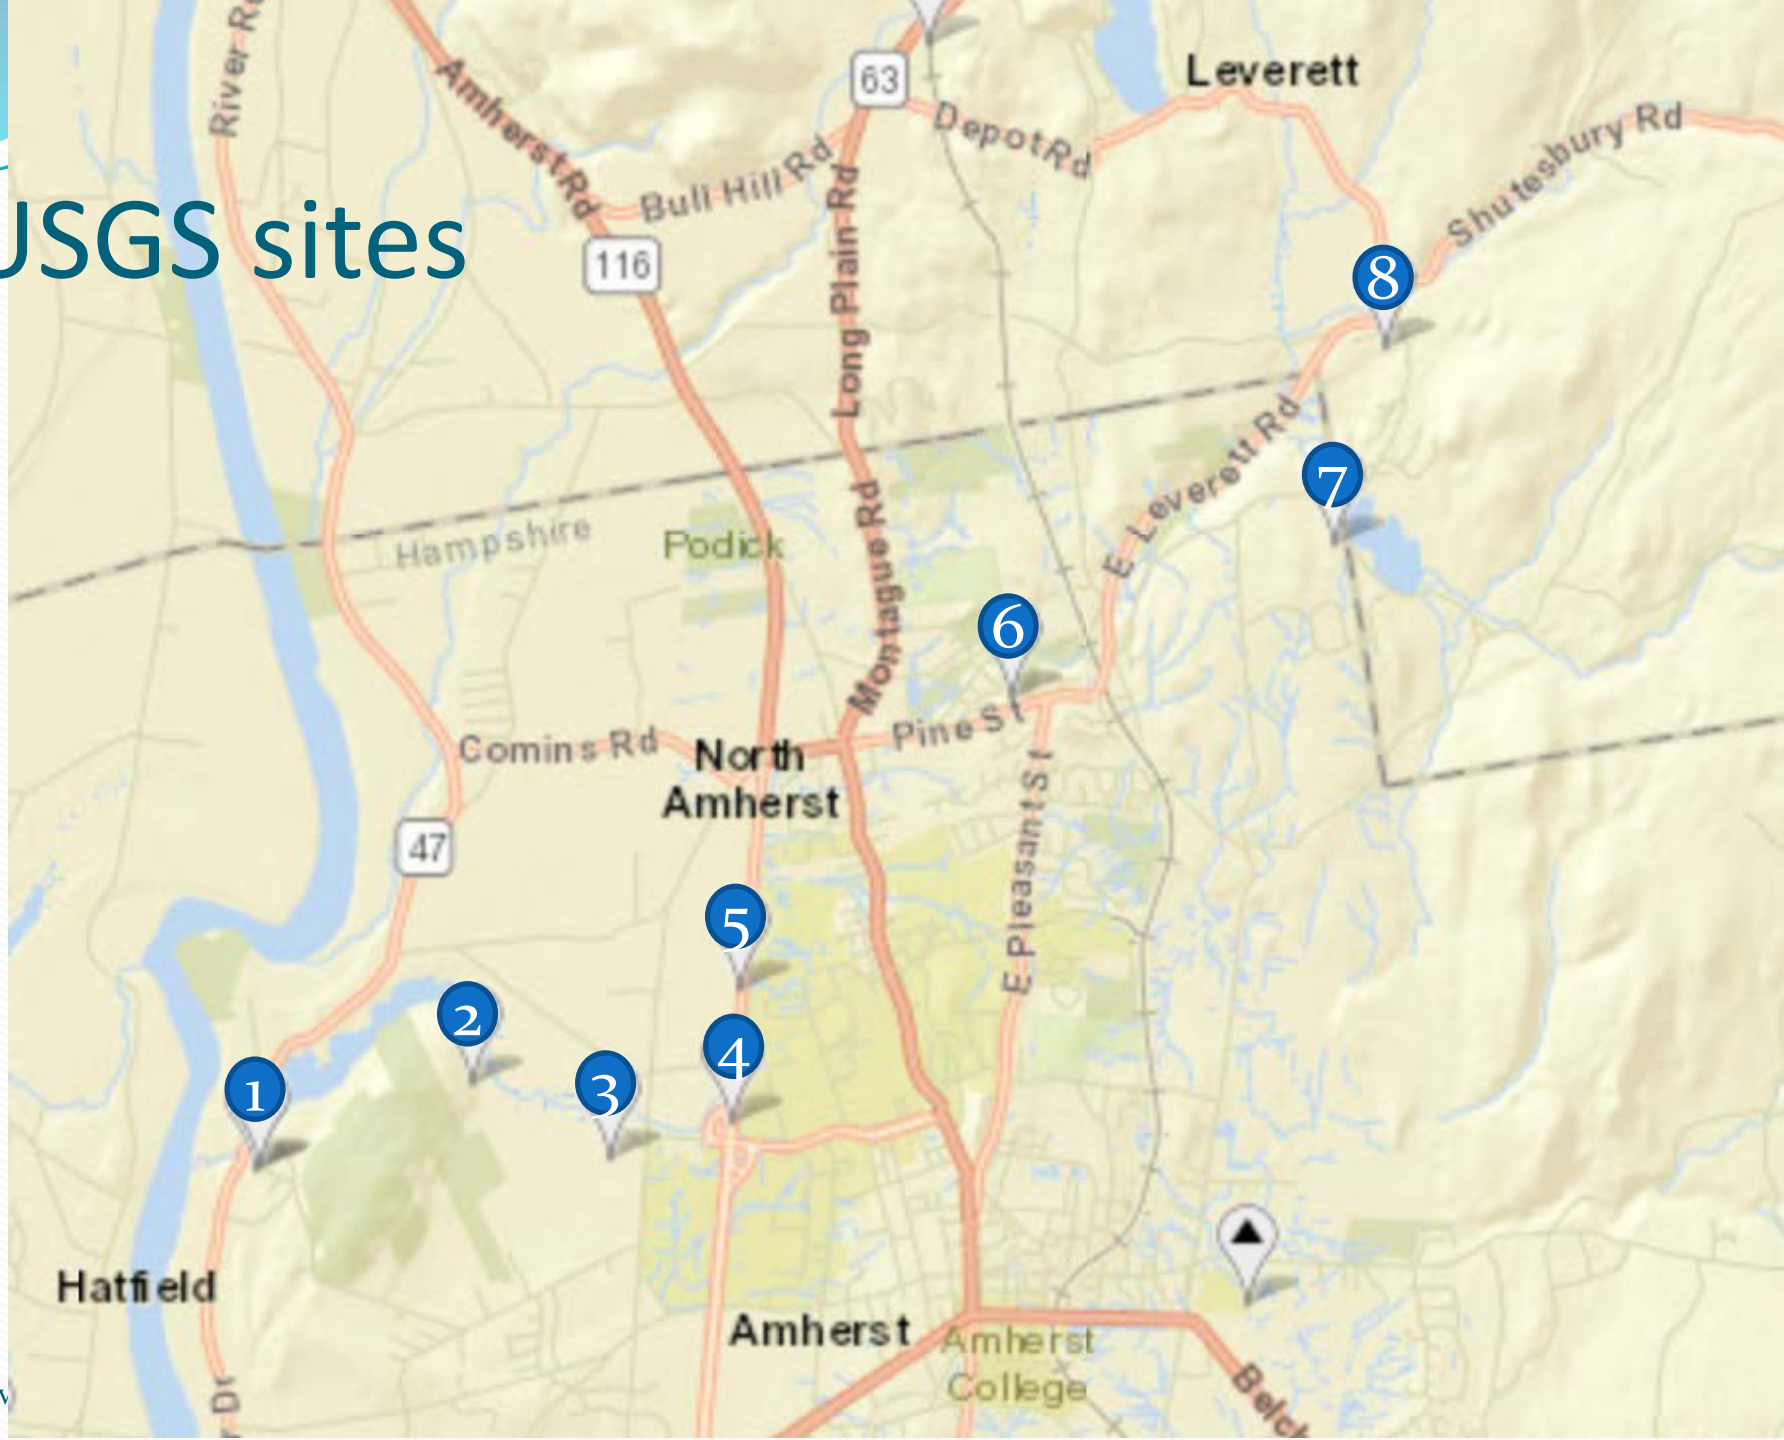 River Rd
Amherst Rd
63
Leverett
Depot Rd
Shutesbury Rd
Bull Hill Rd
USGS sites
116
Long Plain Rd
8
E Leverett Rd
7
Hampshire
Podick
Montague Rd
6
Pine St
Comins Rd
North
Amherst
47
E Pleasant St
5
2
4
3
1
Hatfield
Amherst
Amherst
College
Dr
Belch